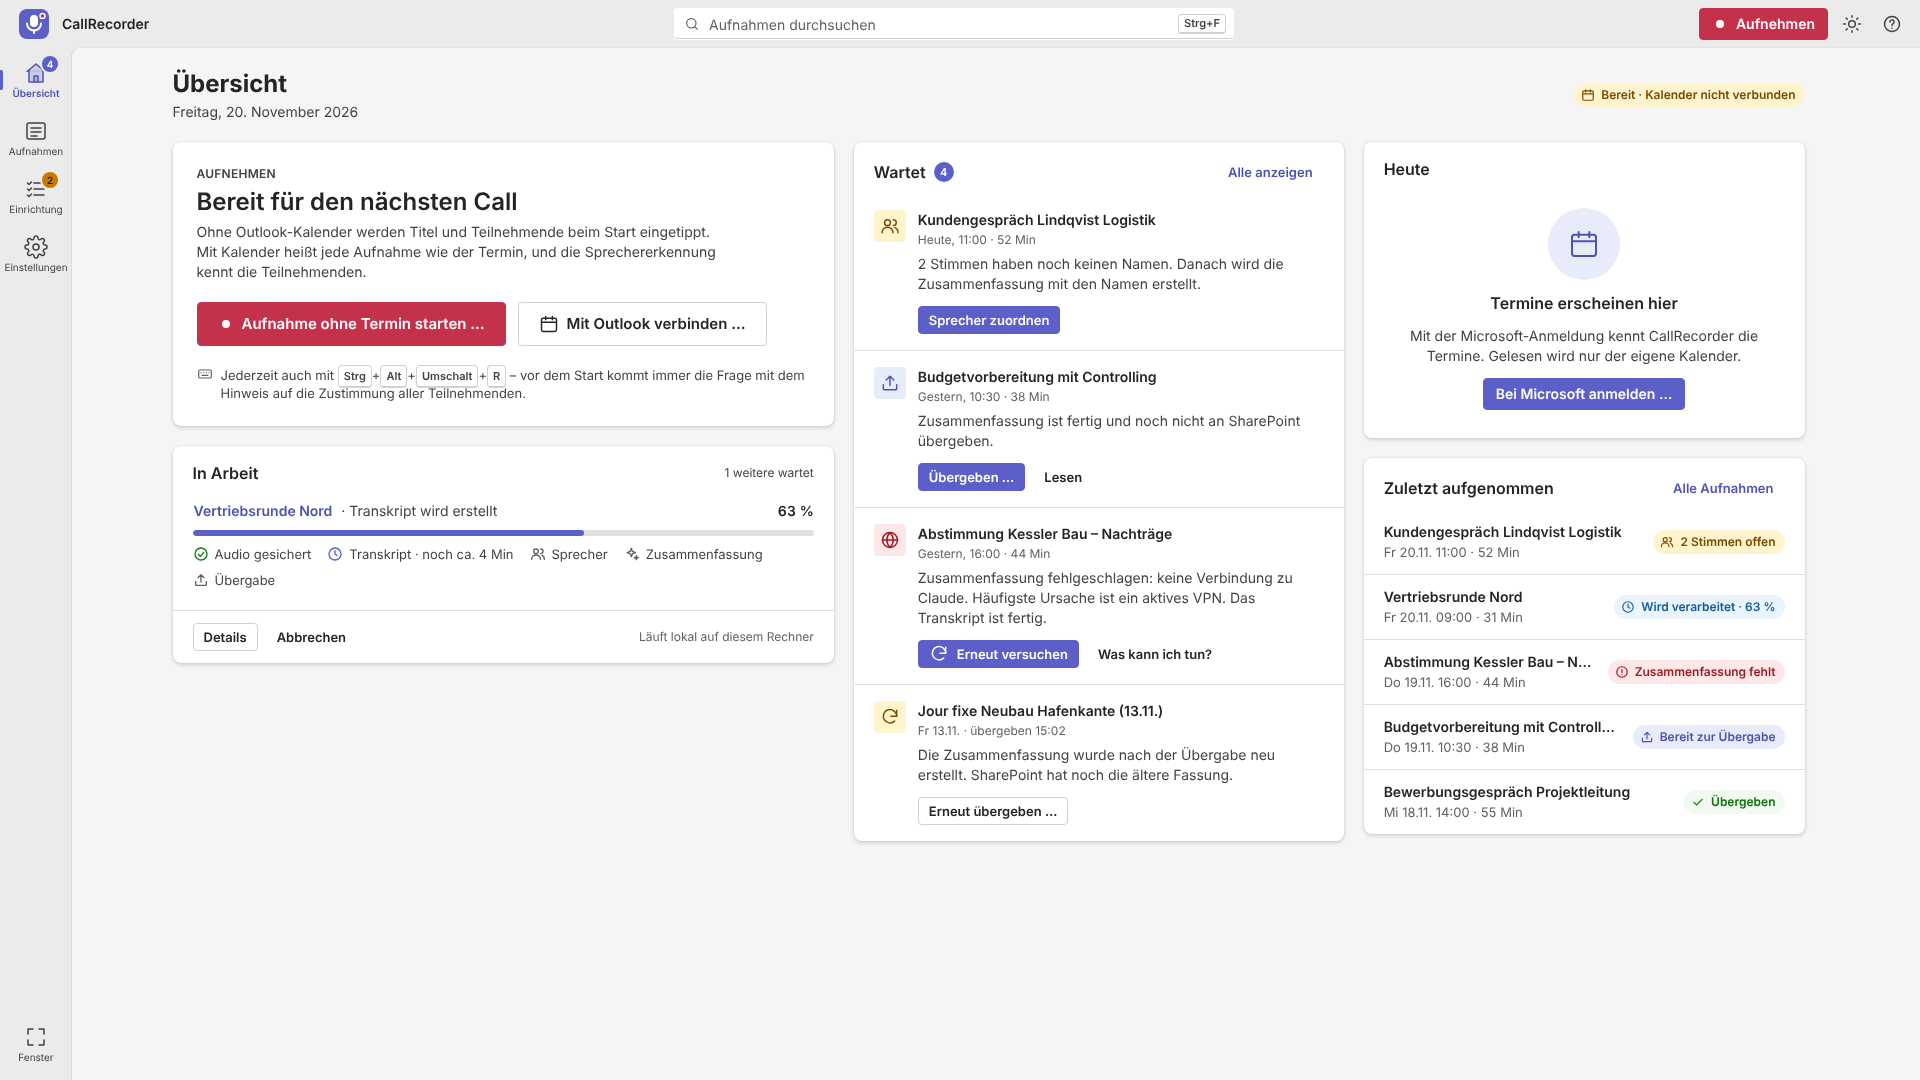 CallRecorder
Aufnahmen durchsuchen
Strg+F
Aufnehmen
4
Übersicht
Aufnahmen
2
Einrichtung
Einstellungen
Fenster
Übersicht
Freitag, 20. November 2026
Bereit · Kalender nicht verbunden
AUFNEHMEN
Bereit für den nächsten Call
Ohne Outlook-Kalender werden Titel und Teilnehmende beim Start eingetippt.
Mit Kalender heißt jede Aufnahme wie der Termin, und die Sprechererkennung
kennt die Teilnehmenden.
Aufnahme ohne Termin starten ...
Mit Outlook verbinden ...
Jederzeit auch mit Strg + Alt + Umschalt + R – vor dem Start kommt immer die Frage mit dem
Hinweis auf die Zustimmung aller Teilnehmenden.
In Arbeit
1 weitere wartet
Vertriebsrunde Nord · Transkript wird erstellt
63 %
Audio gesichert
Transkript · noch ca. 4 Min
Sprecher
Zusammenfassung
Übergabe
Details
Abbrechen
Läuft lokal auf diesem Rechner
Wartet 4
Alle anzeigen
Kundengespräch Lindqvist Logistik
Heute, 11:00 · 52 Min
2 Stimmen haben noch keinen Namen. Danach wird die
Zusammenfassung mit den Namen erstellt.
Sprecher zuordnen
Budgetvorbereitung mit Controlling
Gestern, 10:30 · 38 Min
Zusammenfassung ist fertig und noch nicht an SharePoint
übergeben.
Übergeben ...
Lesen
Abstimmung Kessler Bau – Nachträge
Gestern, 16:00 · 44 Min
Zusammenfassung fehlgeschlagen: keine Verbindung zu
Claude. Häufigste Ursache ist ein aktives VPN. Das
Transkript ist fertig.
Erneut versuchen
Was kann ich tun?
Jour fixe Neubau Hafenkante (13.11.)
Fr 13.11. · übergeben 15:02
Die Zusammenfassung wurde nach der Übergabe neu
erstellt. SharePoint hat noch die ältere Fassung.
Erneut übergeben ...
Heute
Termine erscheinen hier
Mit der Microsoft-Anmeldung kennt CallRecorder die
Termine. Gelesen wird nur der eigene Kalender.
Bei Microsoft anmelden ...
Zuletzt aufgenommen
Alle Aufnahmen
Kundengespräch Lindqvist Logistik
Fr 20.11. 11:00 · 52 Min
2 Stimmen offen
Vertriebsrunde Nord
Fr 20.11. 09:00 · 31 Min
Wird verarbeitet · 63 %
Abstimmung Kessler Bau – N...
Do 19.11. 16:00 · 44 Min
Zusammenfassung fehlt
Budgetvorbereitung mit Controll...
Do 19.11. 10:30 · 38 Min
Bereit zur Übergabe
Bewerbungsgespräch Projektleitung
Mi 18.11. 14:00 · 55 Min
Übergeben